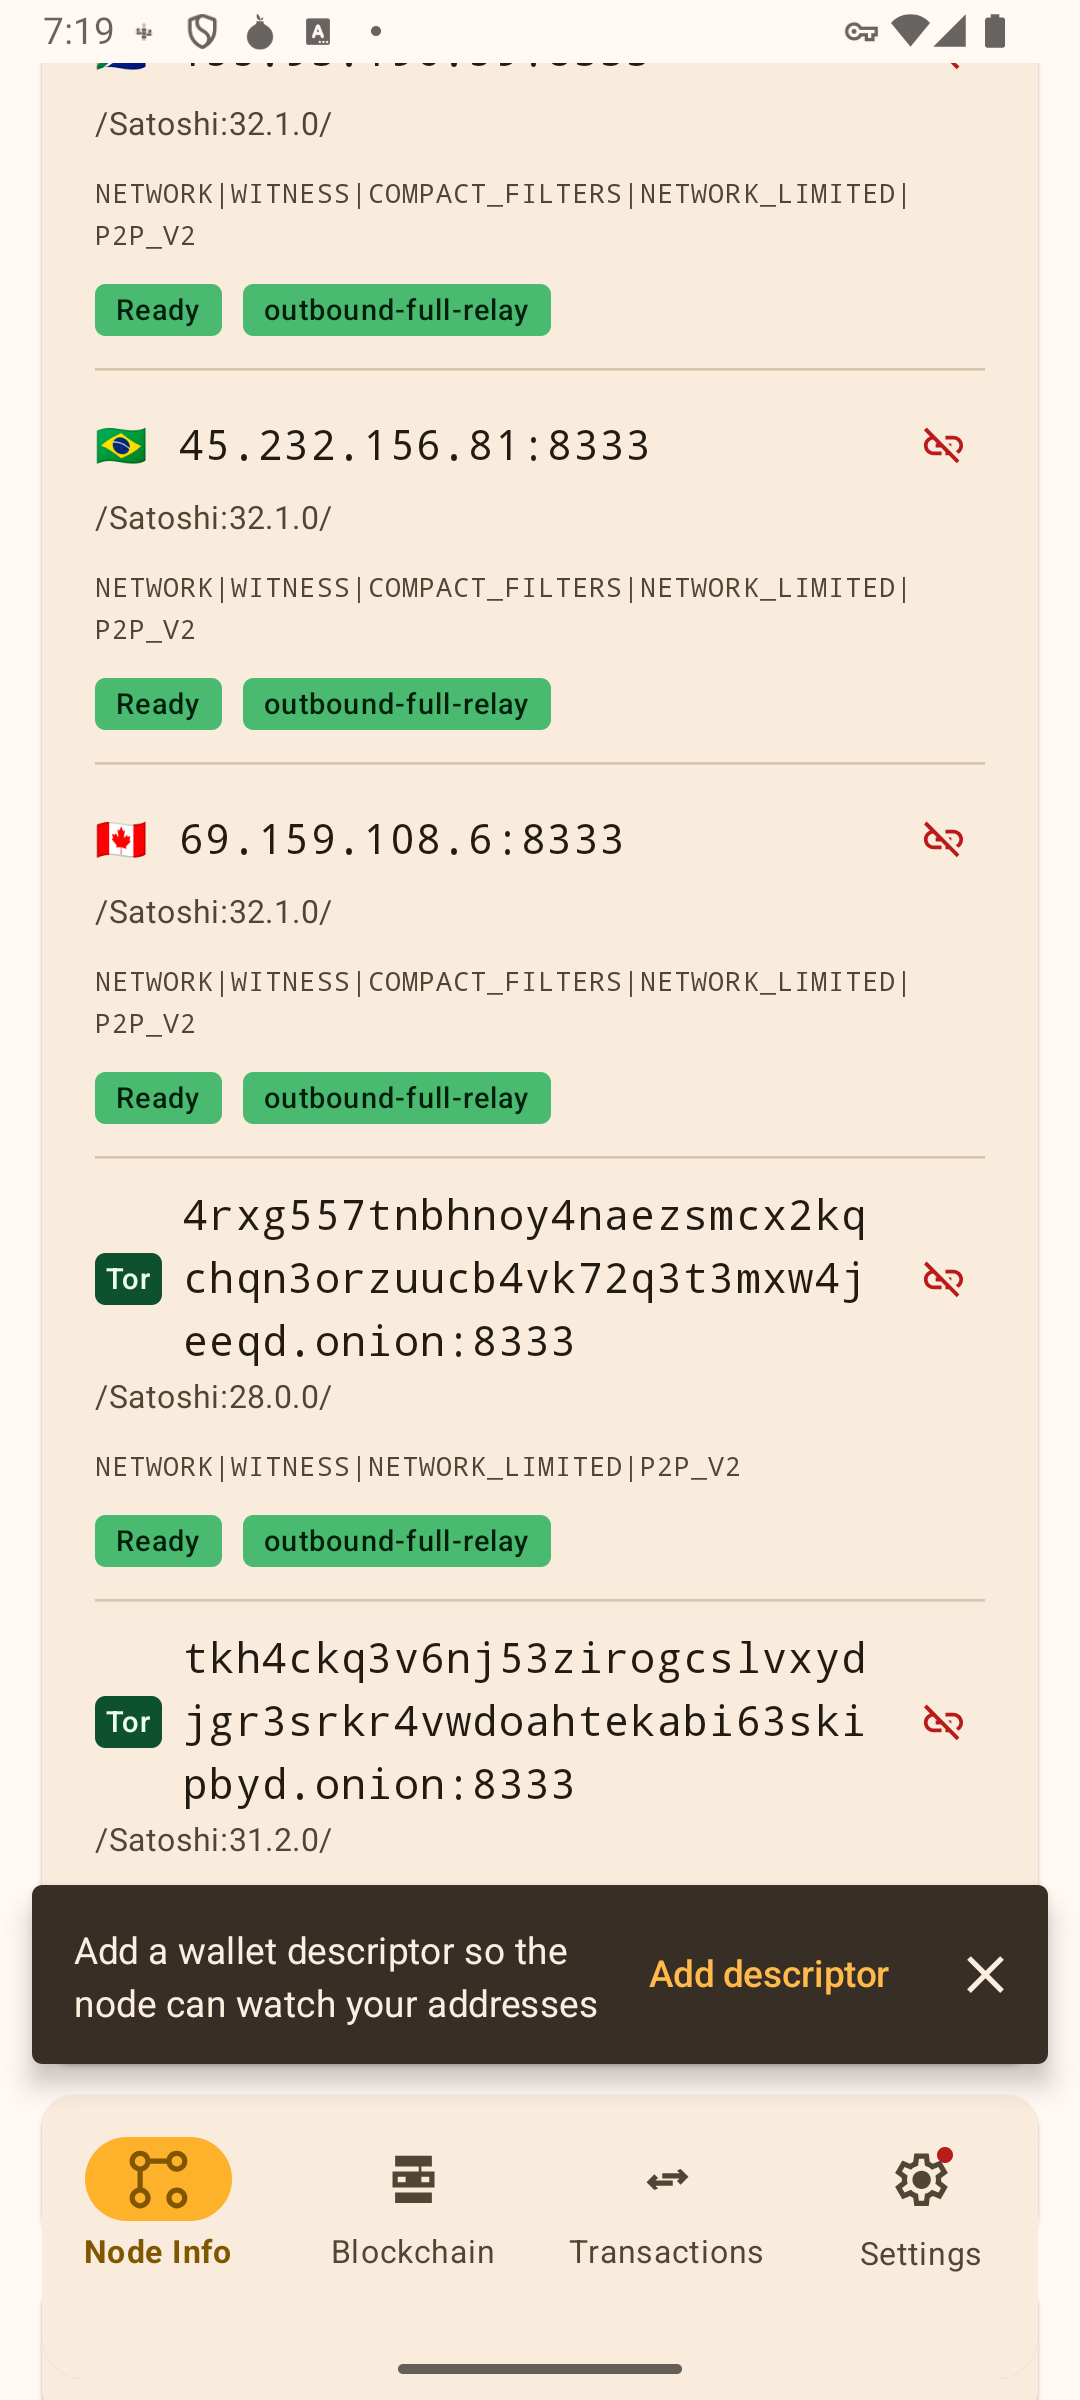 7:19
/Satoshi:32.1.0/
NETWORK|WITNESS|COMPACT_FILTERS|NETWORK_LIMITED|
P2P_V2
Ready outbound-full-relay
45.232.156.81:8333
/Satoshi:32.1.0/
NETWORK|WITNESS|COMPACT_FILTERS|NETWORK_LIMITED|
P2P_V2
Ready outbound-full-relay
69.159.108.6:8333
/Satoshi:32.1.0/
NETWORK|WITNESS|COMPACT_FILTERS|NETWORK_LIMITED|
P2P_V2
Ready outbound-full-relay
4rxg557tnbhnoy4naezsmcx2kq
Tor chqn3orzuucb4vk72q3t3mxw4j
eeqd.onion:8333
/Satoshi:28.0.0/
NETWORK|WITNESS|NETWORK_LIMITED|P2P_V2
Ready outbound-full-relay
tkh4ckq3v6nj53zirogcslvxyd
Tor jgr3srkr4vwdoahtekabi63ski
pbyd.onion:8333
/Satoshi:31.2.0/
Add a wallet descriptor so the
node can watch your addresses
Add descriptor
Node Info Blockchain Transactions Settings